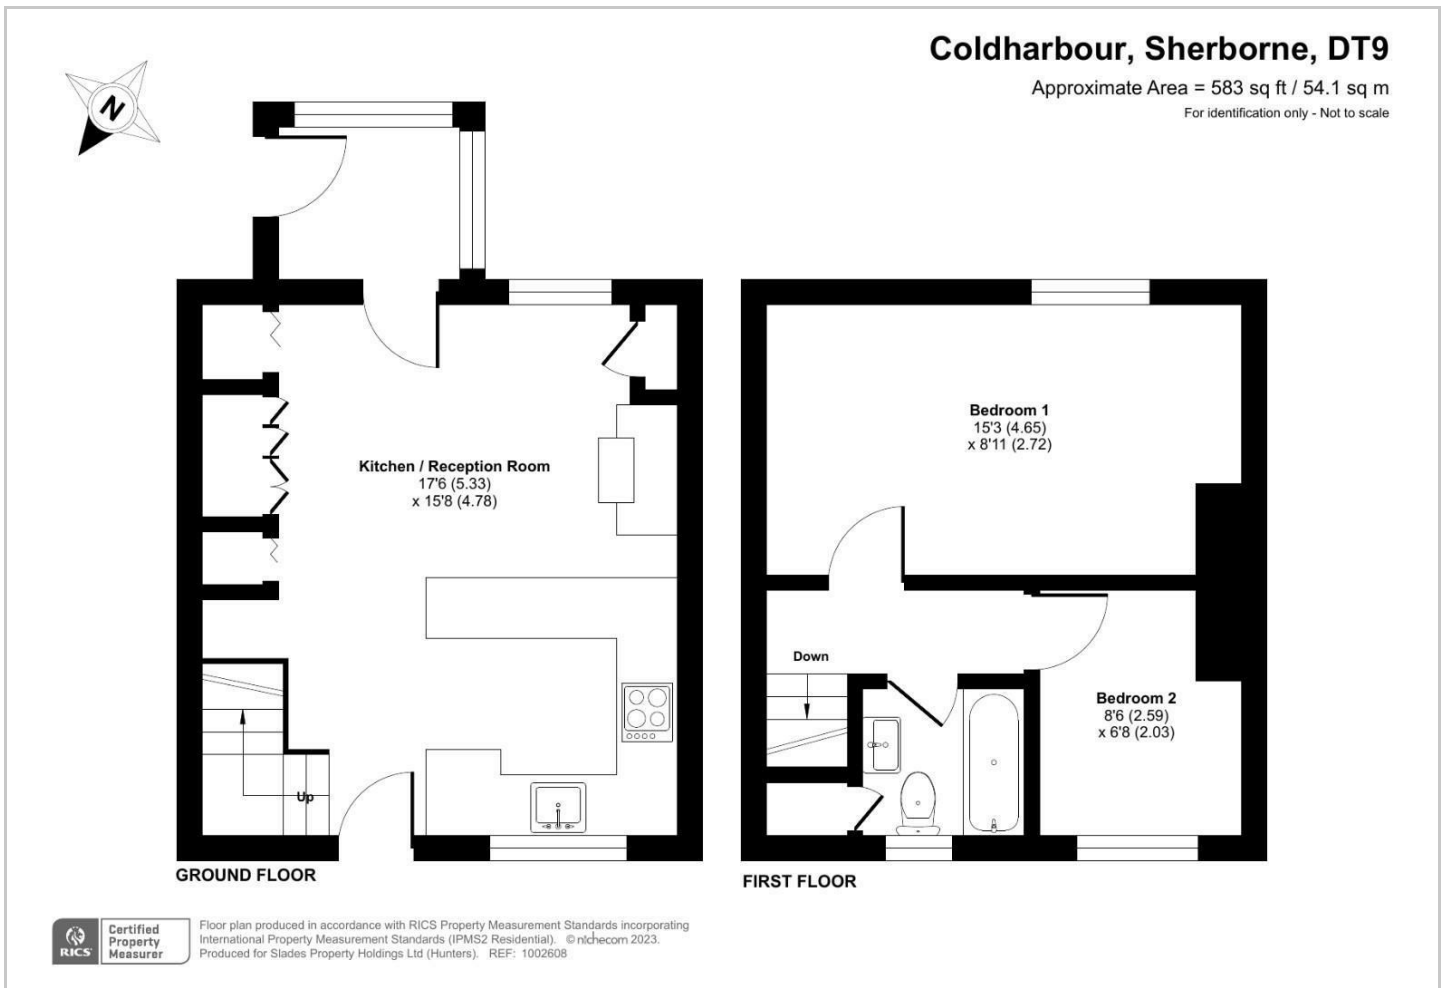 Coldharbour, Sherborne, DT9
Approximate Area = 583 sq ft / 54.1 sq m
For identification only - Not to scale
N
Kitchen / Reception Room
17'6 (5.33)
x 15'8 (4.78)
Up
GROUND FLOOR
Bedroom 1
15'3 (4.65)
x 8'11 (2.72)
Down
Bedroom 2
8'6 (2.59)
x 6'8 (2.03)
FIRST FLOOR
RICS
Certified
Property
Measurer
Floor plan produced in accordance with RICS Property Measurement Standards incorporating
International Property Measurement Standards (IPMS2 Residential). © nichecom 2023.
Produced for Slades Property Holdings Ltd (Hunters). REF: 1002608